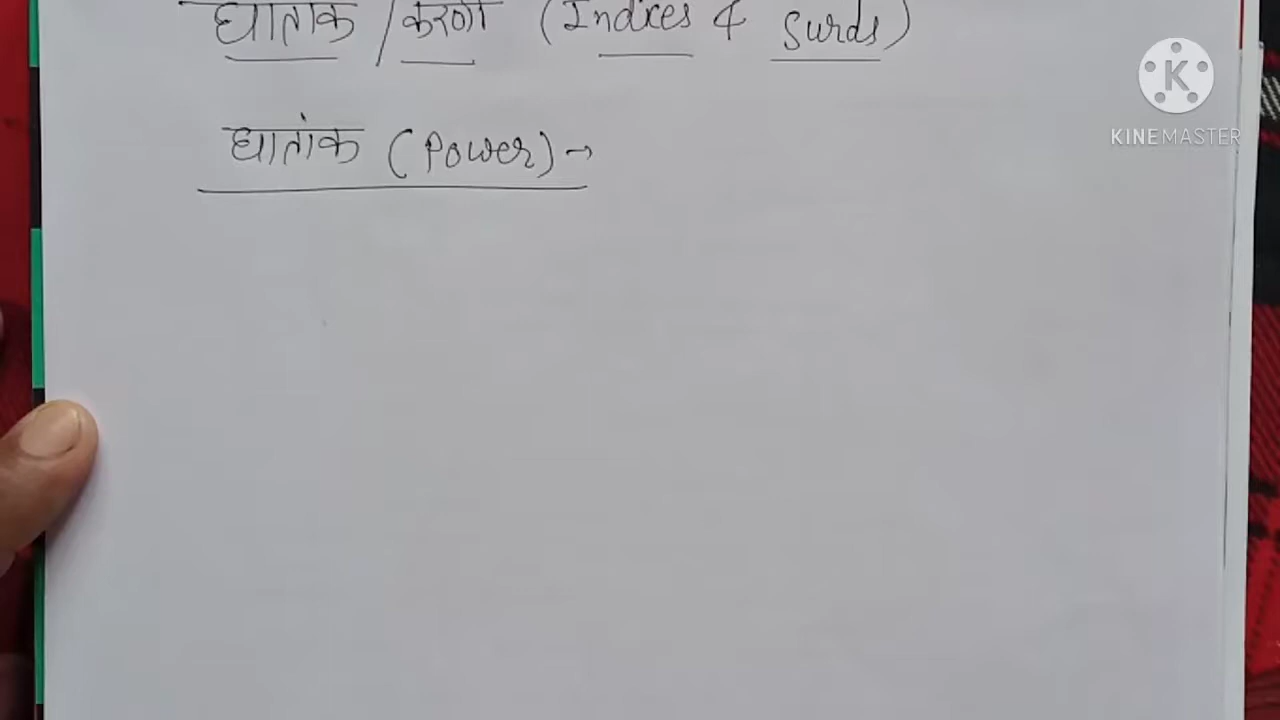 घातांक / करणी (Indices & Surds)
घातांक (Power) →
K
KINEMASTER